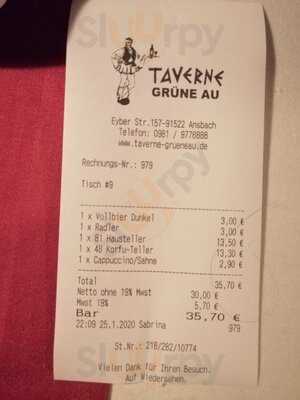 Sluurpy
TAVERNE
GRÜNE AU
Eyber Str.157-91522 Ansbach
Telefon: 0981 / 9778888
www.taverne-grueneau.de
Rechnungs-Nr.: 979
Tisch #9
1 x Vollbier Dunkel 3,00 €
1 x Radler 3,00 €
1 x 81 Hausteller 13,50 €
1 x 48 Korfu-Teller 13,30 €
1 x Cappuccino/Sahne 2,90 €
Total 35,70 €
Netto ohne 19% Mwst 30,00 €
Mwst 19% 5,70 €
Bar 35,70 €
22:09 25.1.2020 Sabrina 979
St.Nr.: 218/282/10774
Vielen Dank für Ihren Besuch.
Auf Wiedersehen.